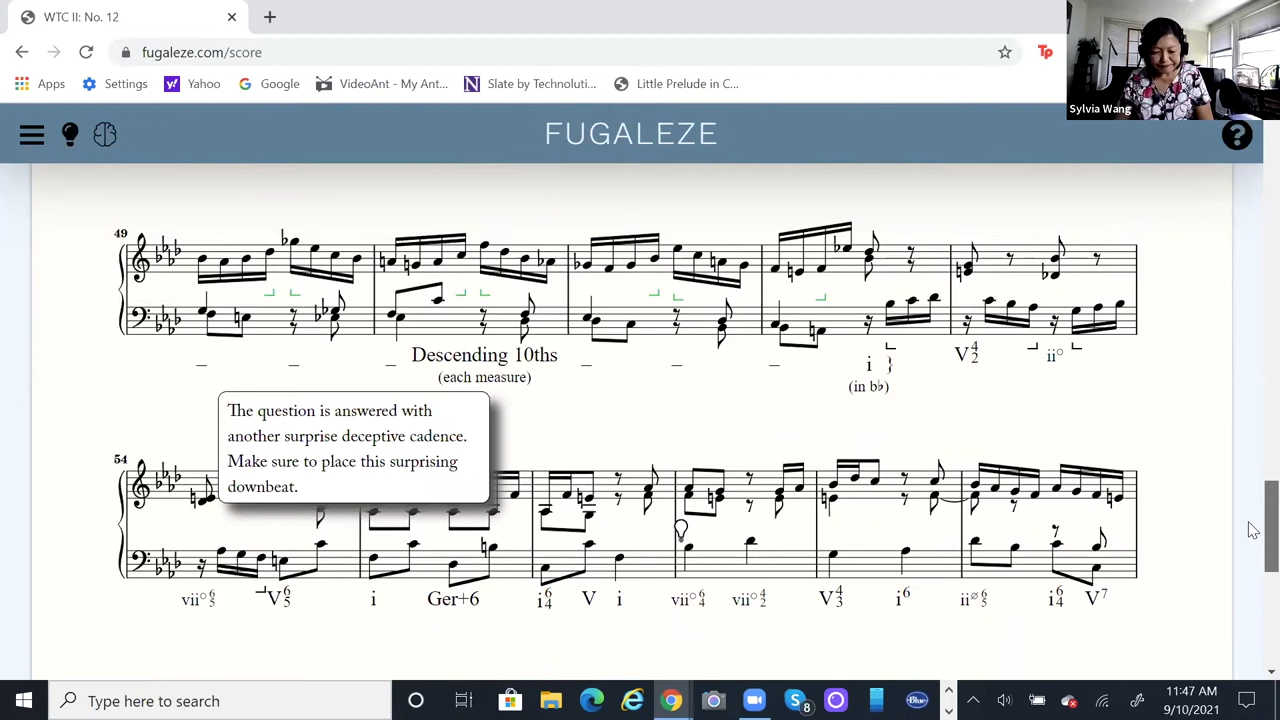 WTC II: No. 12
fugaleze.com/score
Tp
Apps Settings Yahoo Google VideoAnt - My Ant... Slate by Technoluti... Little Prelude in C...
Sylvia Wang
FUGALEZE
?
49
Descending 10ths
(each measure)
i }
(in b♭)
V4/2 ii°
The question is answered with
another surprise deceptive cadence.
Make sure to place this surprising
downbeat.
54
vii°6/5 V6/5 i Ger+6 i6/4 V i vii°6/4 vii°4/2 V4/3 i6 iiø6/5 i6/4 V7
Type here to search
8
Blue
11:47 AM
9/10/2021